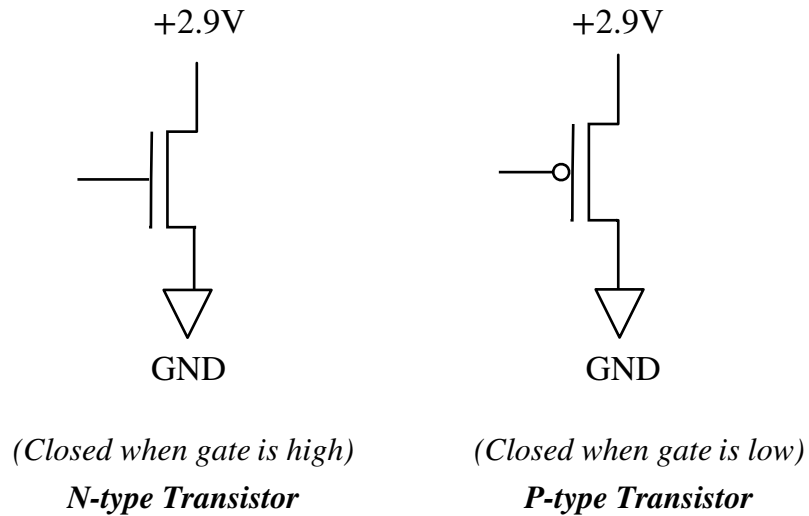 +2.9V
GND
(Closed when gate is high)
N-type Transistor
+2.9V
GND
(Closed when gate is low)
P-type Transistor